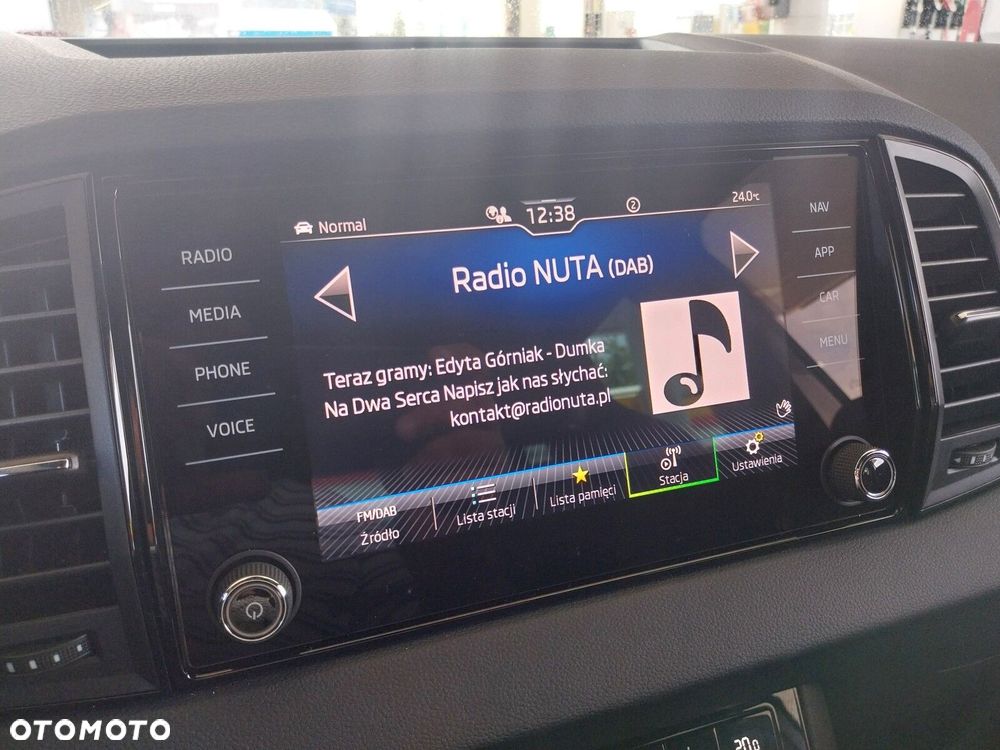 Normal
12:38
2
24.0°C
RADIO
MEDIA
PHONE
VOICE
NAV
APP
CAR
MENU
Radio NUTA (DAB)
Teraz gramy: Edyta Górniak - Dumka
Na Dwa Serca Napisz jak nas słychać:
kontakt@radionuta.pl
FM/DAB
Źródło
Lista stacji
Lista pamięci
Stacja
Ustawienia
OTOMOTO